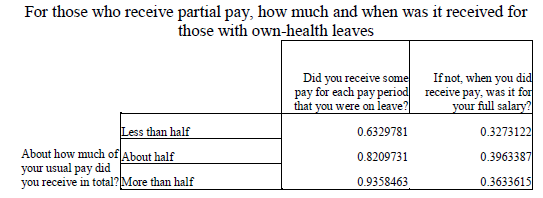 For those who receive partial pay, how much and when was it received for
those with own-health leaves
Did you receive some
pay for each pay period
that you were on leave?
If not, when you did
receive pay, was it for
your full salary?
About how much of
your usual pay did
you receive in total?
Less than half 0.6329781 0.3273122
About half 0.8209731 0.3963387
More than half 0.9358463 0.3633615